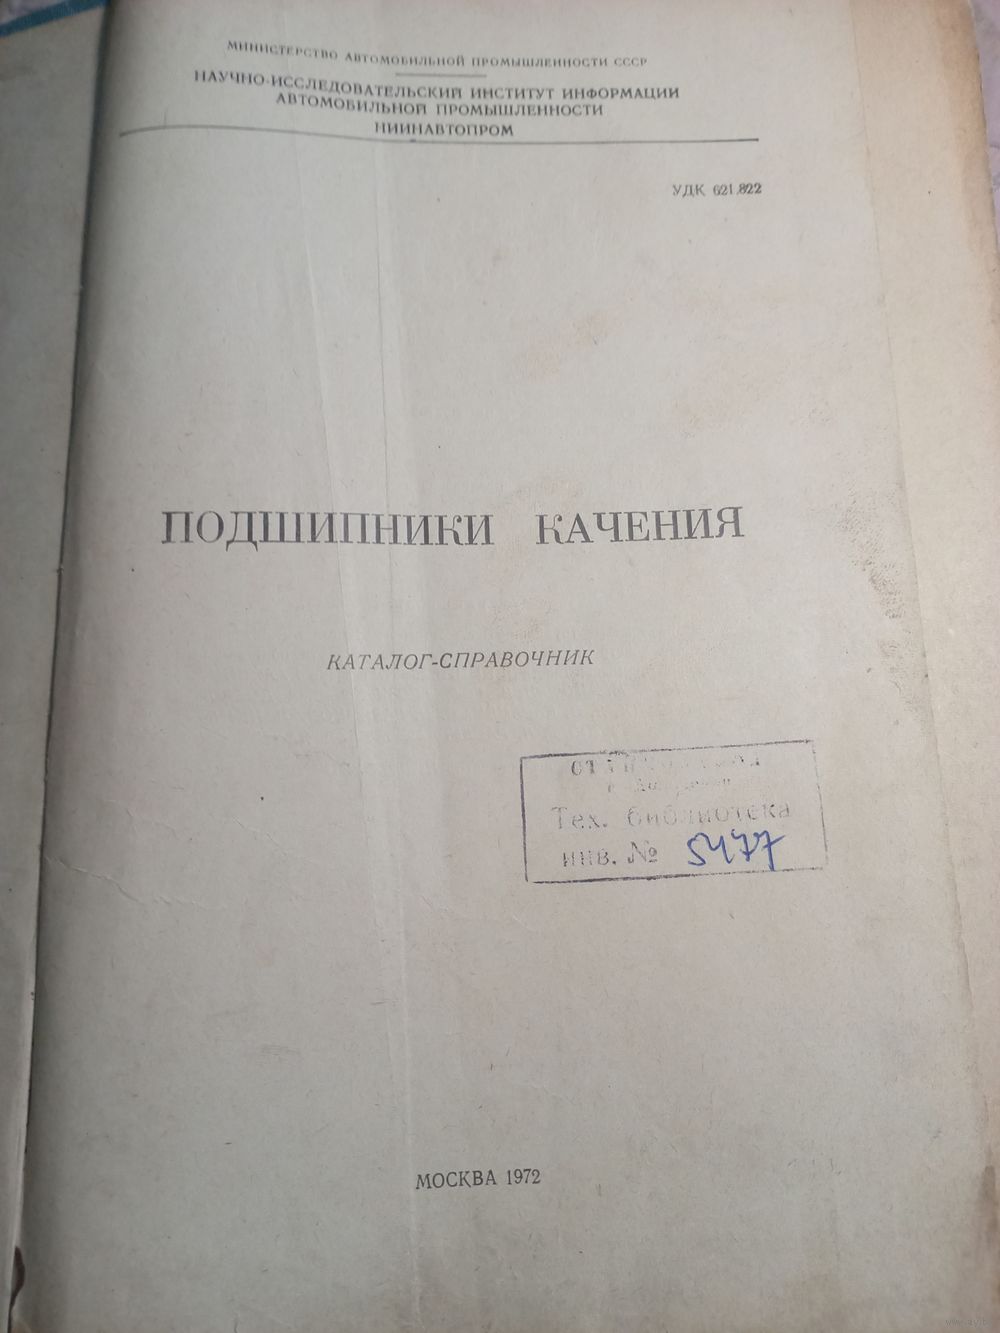 МИНИСТЕРСТВО АВТОМОБИЛЬНОЙ ПРОМЫШЛЕННОСТИ СССР
НАУЧНО-ИССЛЕДОВАТЕЛЬСКИЙ ИНСТИТУТ ИНФОРМАЦИИ
АВТОМОБИЛЬНОЙ ПРОМЫШЛЕННОСТИ
НИИНАВТОПРОМ
УДК 621.822
ПОДШИПНИКИ КАЧЕНИЯ
КАТАЛОГ-СПРАВОЧНИК
Тех. библиотека
инв. № 5477
МОСКВА 1972